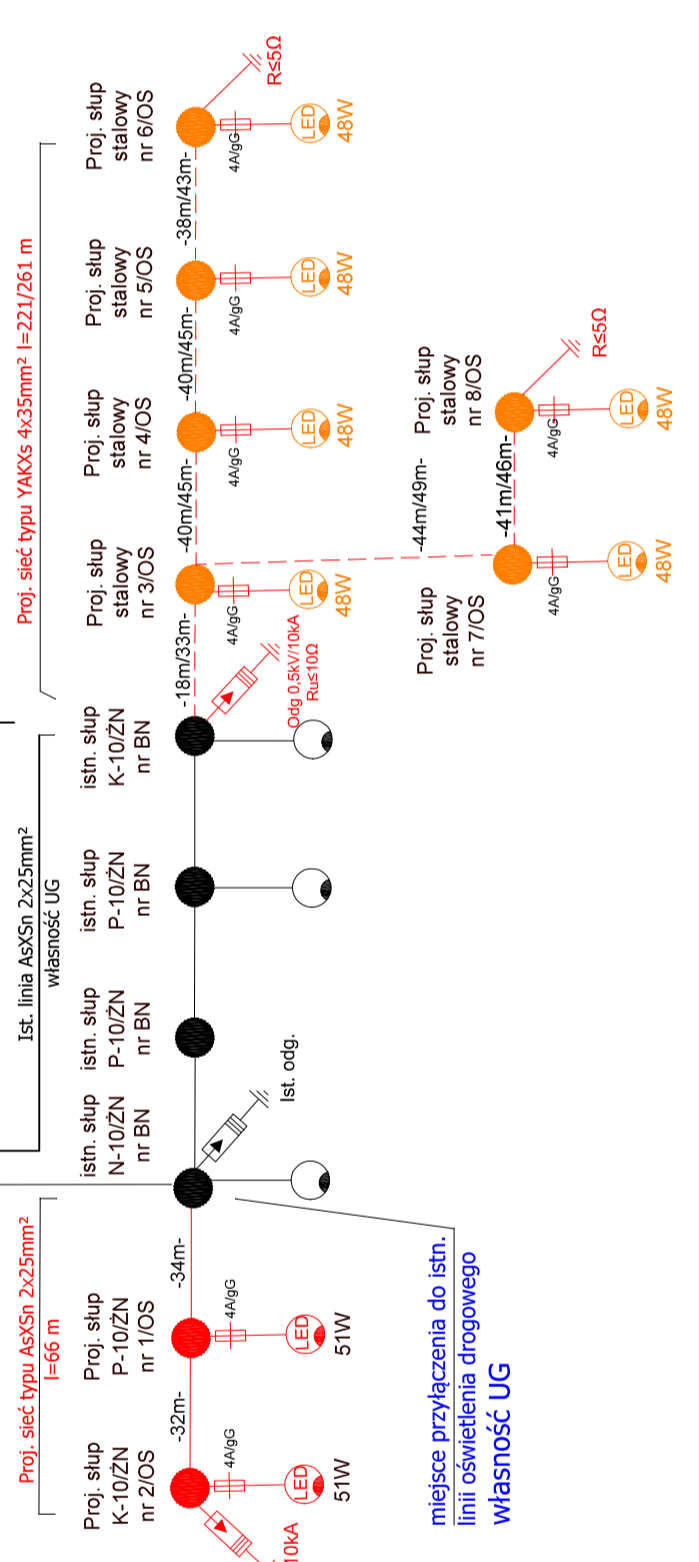 Proj. sieć typu AsXSn 2x25mm²
l=66 m
Ist. linia AsXSn 2x25mm²
własność UG
Proj. sieć typu YAKXs 4x35mm² l=221/261 m
Proj. słup
K-10/ŻN
nr 2/OS
Proj. słup
P-10/ŻN
nr 1/OS
istn. słup
N-10/ŻN
nr BN
istn. słup
P-10/ŻN
nr BN
istn. słup
P-10/ŻN
nr BN
istn. słup
K-10/ŻN
nr BN
Proj. słup
stalowy
nr 3/OS
Proj. słup
stalowy
nr 4/OS
Proj. słup
stalowy
nr 5/OS
Proj. słup
stalowy
nr 6/OS
-32m-
-34m-
-18m/33m-
-40m/45m-
-40m/45m-
-38m/43m-
10kA
4A/gG
LED
51W
4A/gG
LED
51W
Ist. odg.
Odg 0,5kV/10kA
Ru≤10Ω
4A/gG
LED
48W
4A/gG
LED
48W
4A/gG
LED
48W
4A/gG
LED
48W
R≤5Ω
-44m/49m-
Proj. słup
stalowy
nr 7/OS
Proj. słup
stalowy
nr 8/OS
-41m/46m-
4A/gG
LED
48W
4A/gG
LED
48W
R≤5Ω
miejsce przyłączenia do istn.
linii oświetlenia drogowego
własność UG